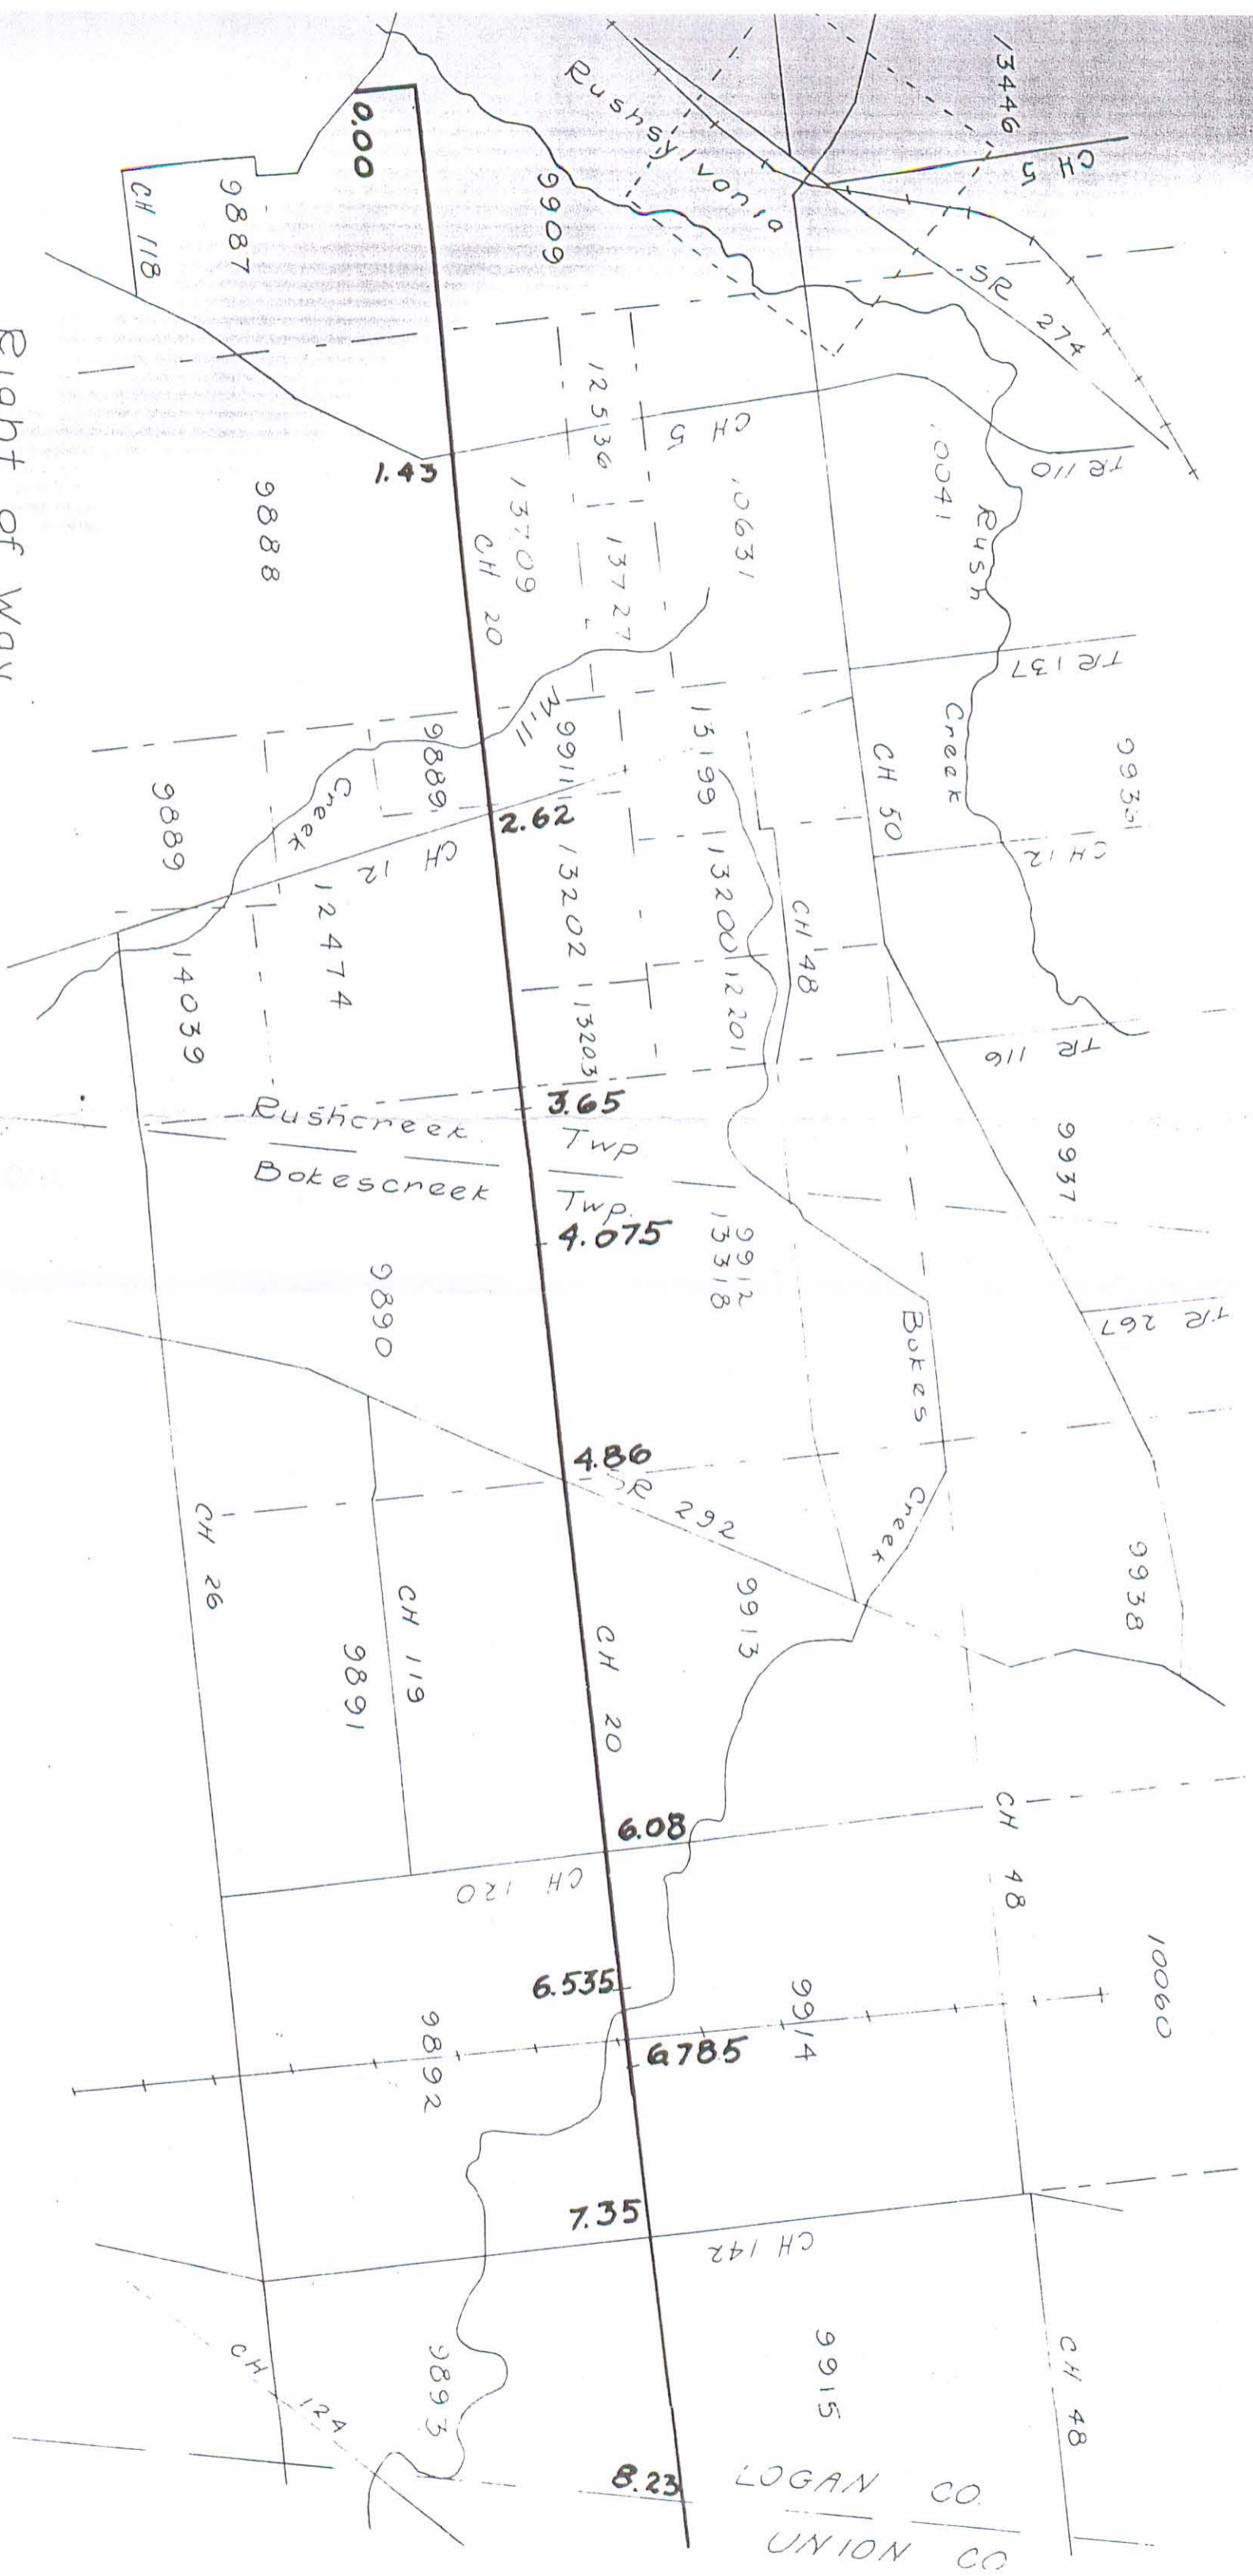 13446
CH 5
Rushsylvania
SR 274
TR 110
10041
Rush Creek
TR 137
CH 12
TR 116
9937
TR 267
9938
CH 50
9909
0.00
9887
CH 118
12536
13727
10631
CH 5
13709
CH 20
1.43
9888
Right of Way
Mill Creek
9911
13199
13200
12201
CH 48
9889
2.62
13202
13203
CH 12
9889
12474
14039
3.65
Rushcreek Twp
Bokescreek Twp.
4.075
9912
13318
Bokes Creek
9890
4.86
SR 292
9913
CH 26
CH 119
9891
CH 20
6.08
CH 120
CH 48
10060
6.535
6.785
9914
9892
7.35
CH 142
9915
CH 48
CH 12A
9893
8.23
LOGAN CO.
UNION CO